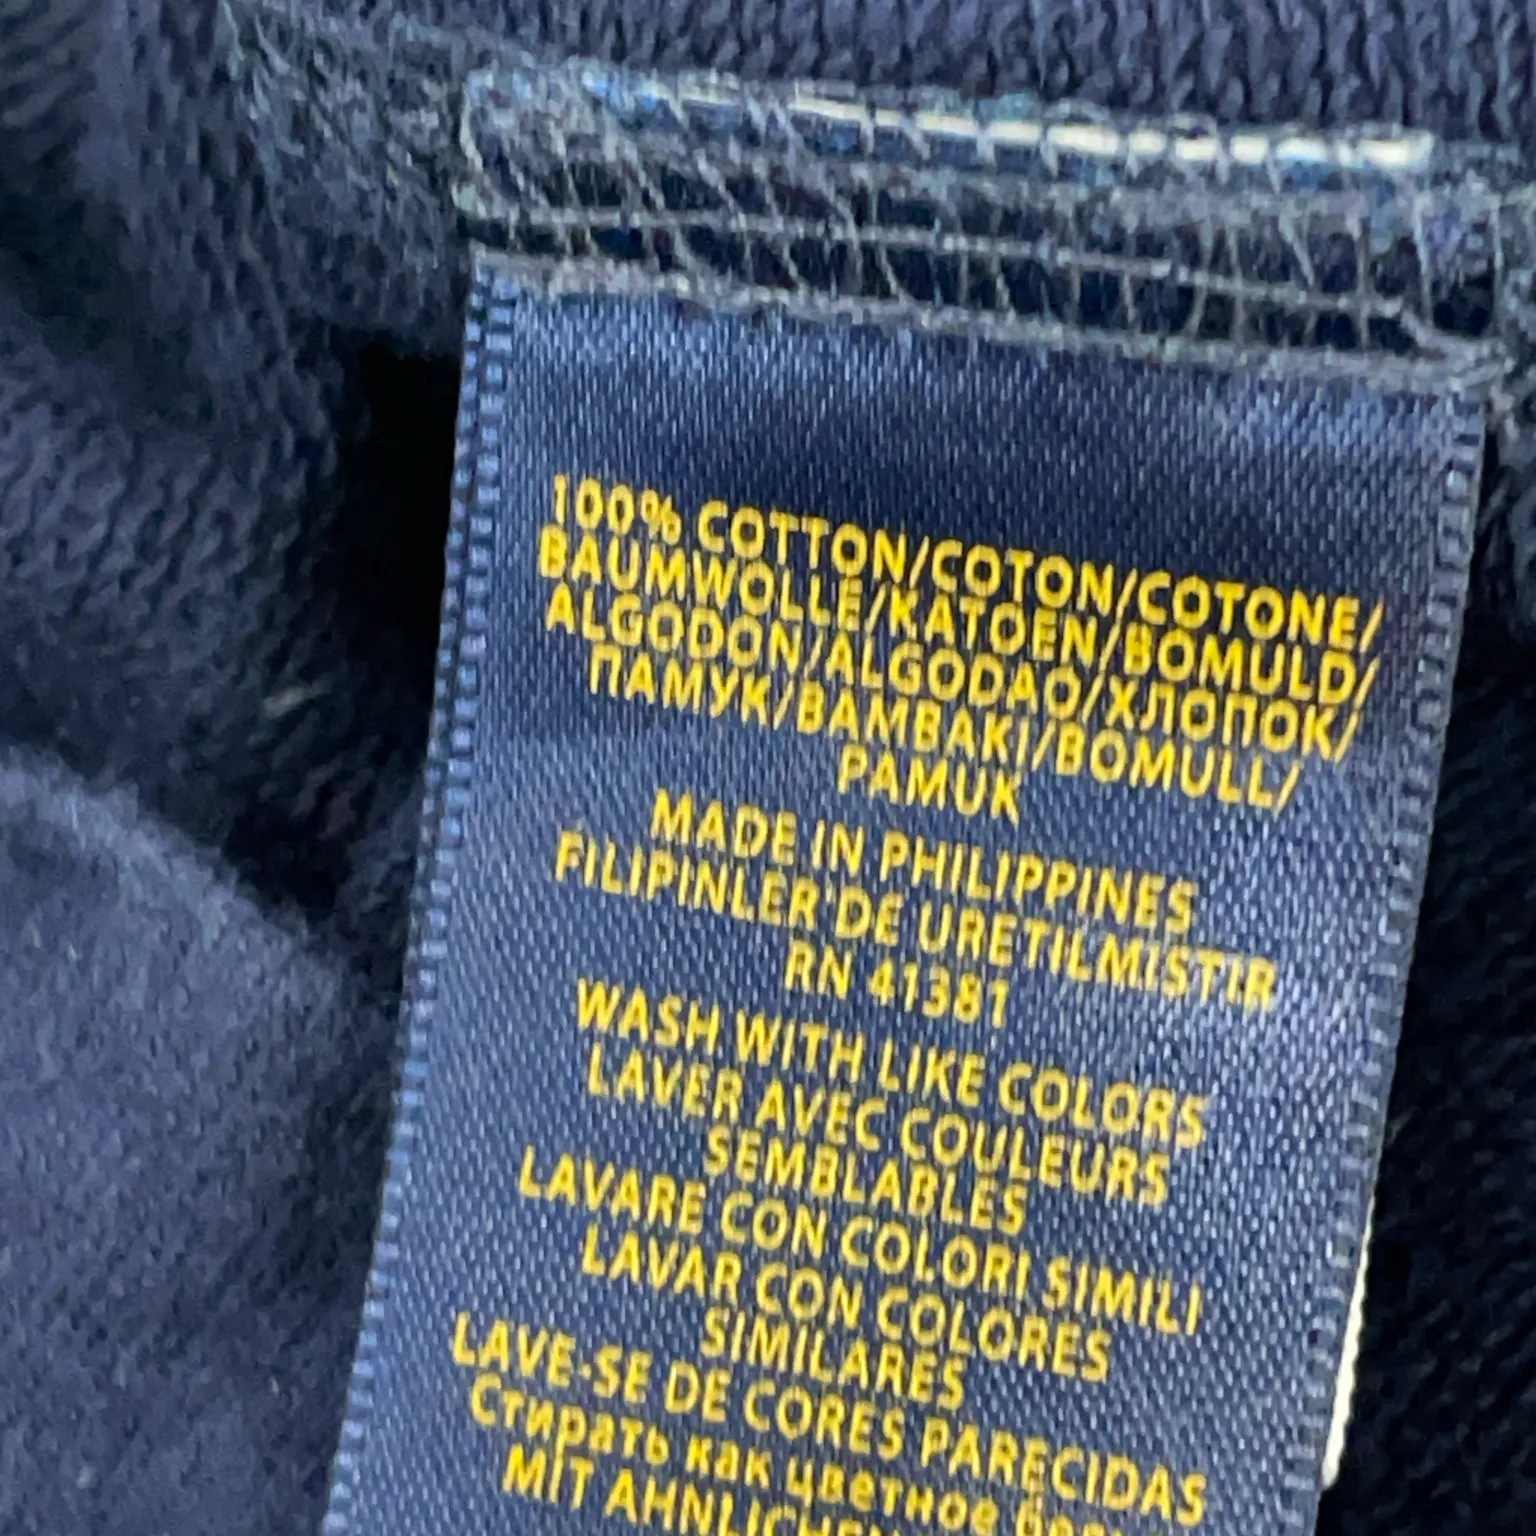 100% COTTON/COTON/COTONE/
BAUMWOLLE/KATOEN/BOMULD/
ALGODON/ALGODAO/ХЛОПОК/
ПАМУК/BAMBAKI/BOMULL/
PAMUK
MADE IN PHILIPPINES
FILIPINLER'DE URETILMISTIR
RN 41381
WASH WITH LIKE COLORS
LAVER AVEC COULEURS
SEMBLABLES
LAVARE CON COLORI SIMILI
LAVAR CON COLORES
SIMILARES
LAVE-SE DE CORES PARECIDAS
Стирать как цветное
MIT